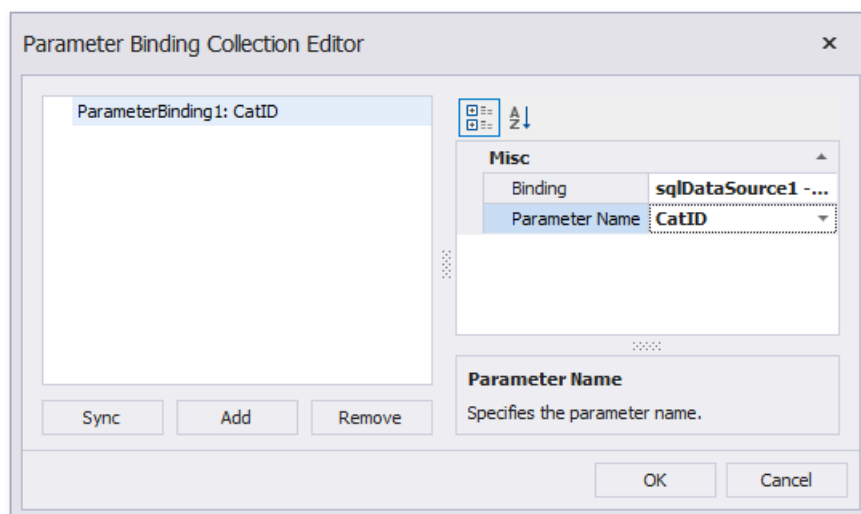 Parameter Binding Collection Editor
ParameterBinding1: CatID
Misc
Binding sqlDataSource1 -...
Parameter Name CatID
Parameter Name
Specifies the parameter name.
Sync Add Remove
OK Cancel